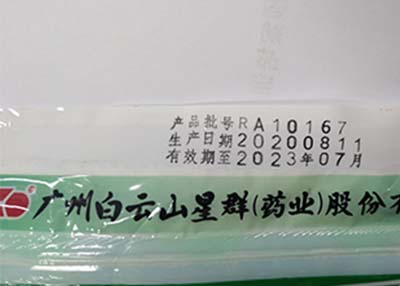 产品批号RA10167
生产日期20200811
有效期至2023年07月
广州白云山星群(药业)股份